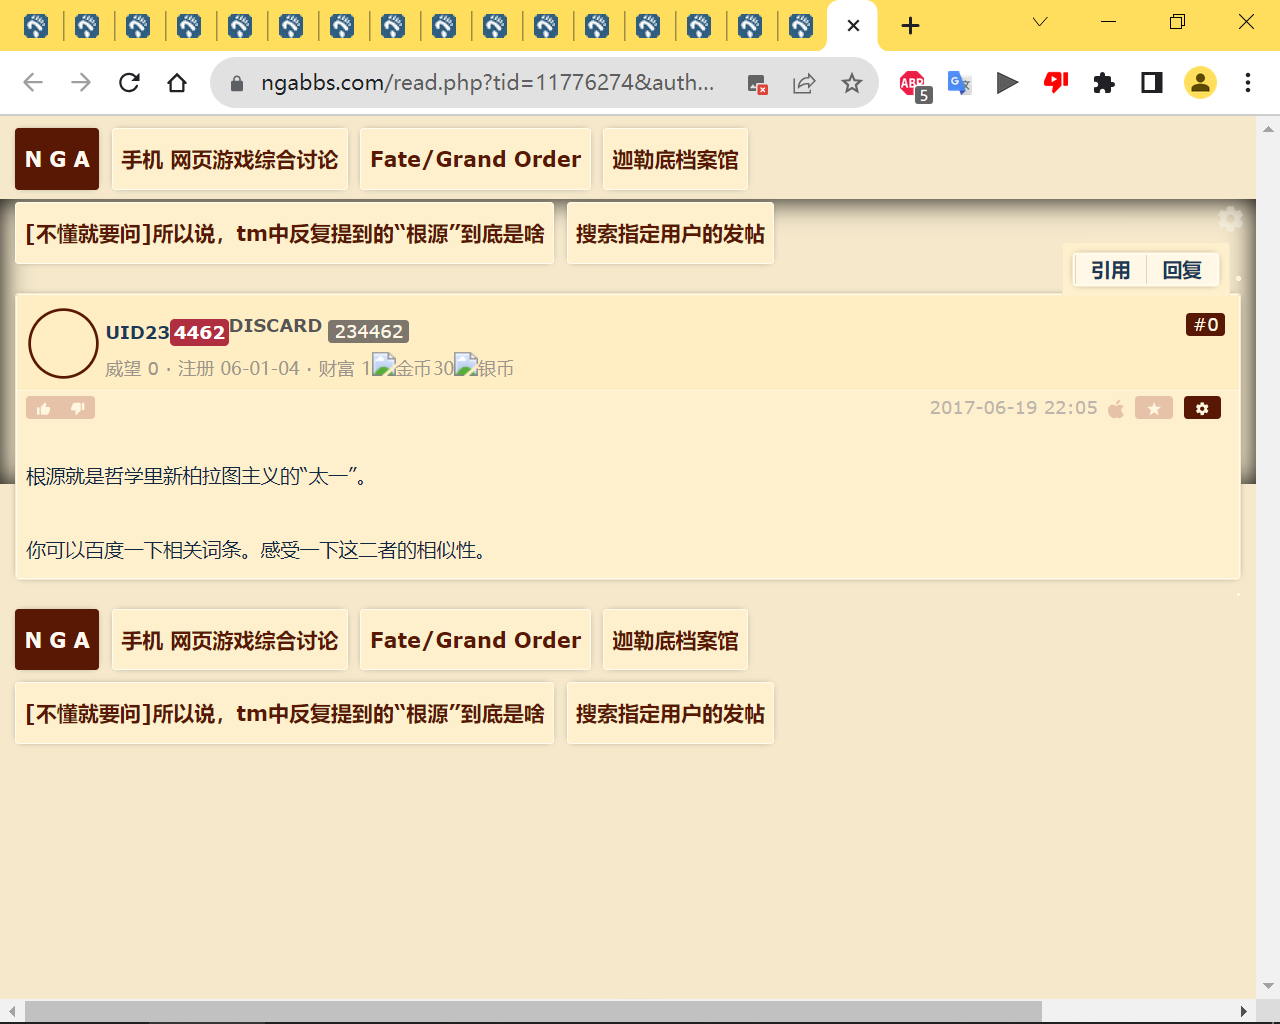 ngabbs.com/read.php?tid=11776274&auth...
ABP
5
N G A
手机 网页游戏综合讨论
Fate/Grand Order
迦勒底档案馆
[不懂就要问]所以说，tm中反复提到的“根源”到底是啥
搜索指定用户的发帖
引用
回复
UID234462DISCARD 234462
#0
威望 0 · 注册 06-01-04 · 财富 1金币30银币
2017-06-19 22:05
根源就是哲学里新柏拉图主义的“太一”。
你可以百度一下相关词条。感受一下这二者的相似性。
N G A
手机 网页游戏综合讨论
Fate/Grand Order
迦勒底档案馆
[不懂就要问]所以说，tm中反复提到的“根源”到底是啥
搜索指定用户的发帖